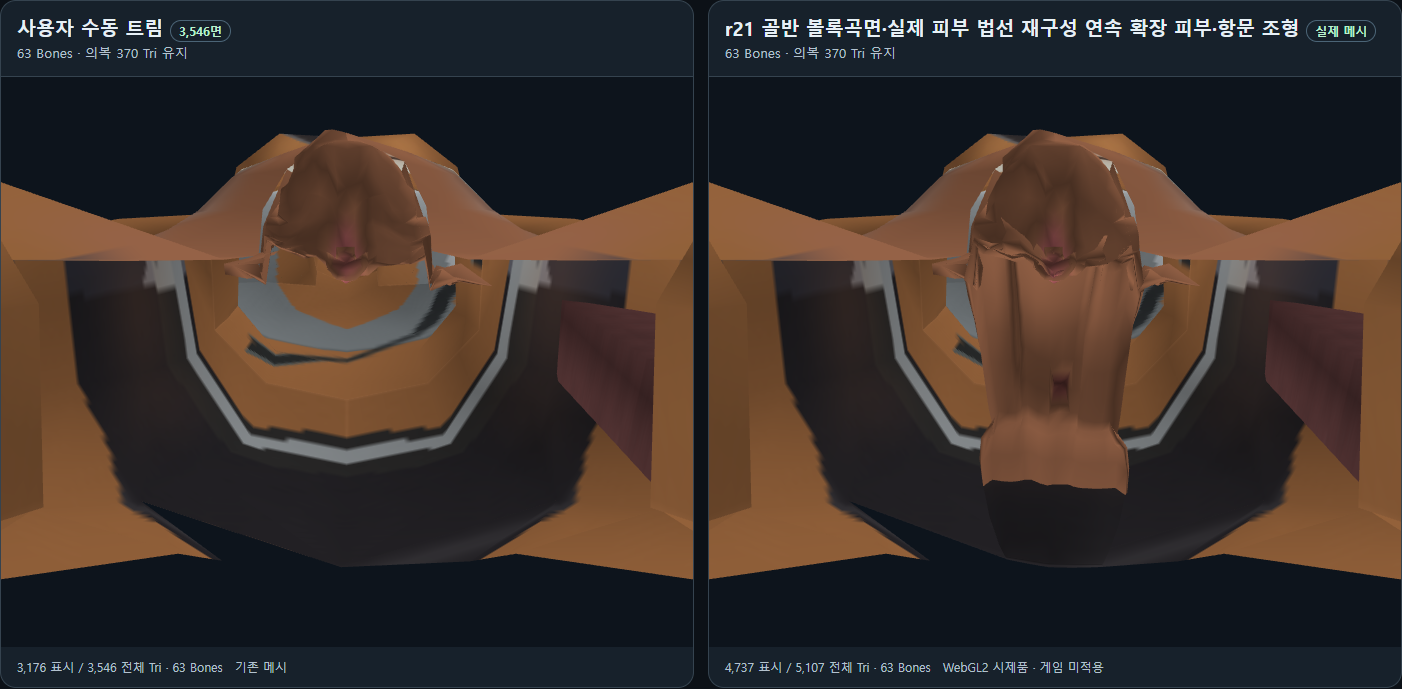 사용자 수동 트림 3,546면
63 Bones · 의복 370 Tri 유지
3,176 표시 / 3,546 전체 Tri · 63 Bones 기존 메시
r21 골반 볼록곡면·실제 피부 법선 재구성 연속 확장 피부·항문 조형 실제 메시
63 Bones · 의복 370 Tri 유지
4,737 표시 / 5,107 전체 Tri · 63 Bones WebGL2 시제품 · 게임 미적용